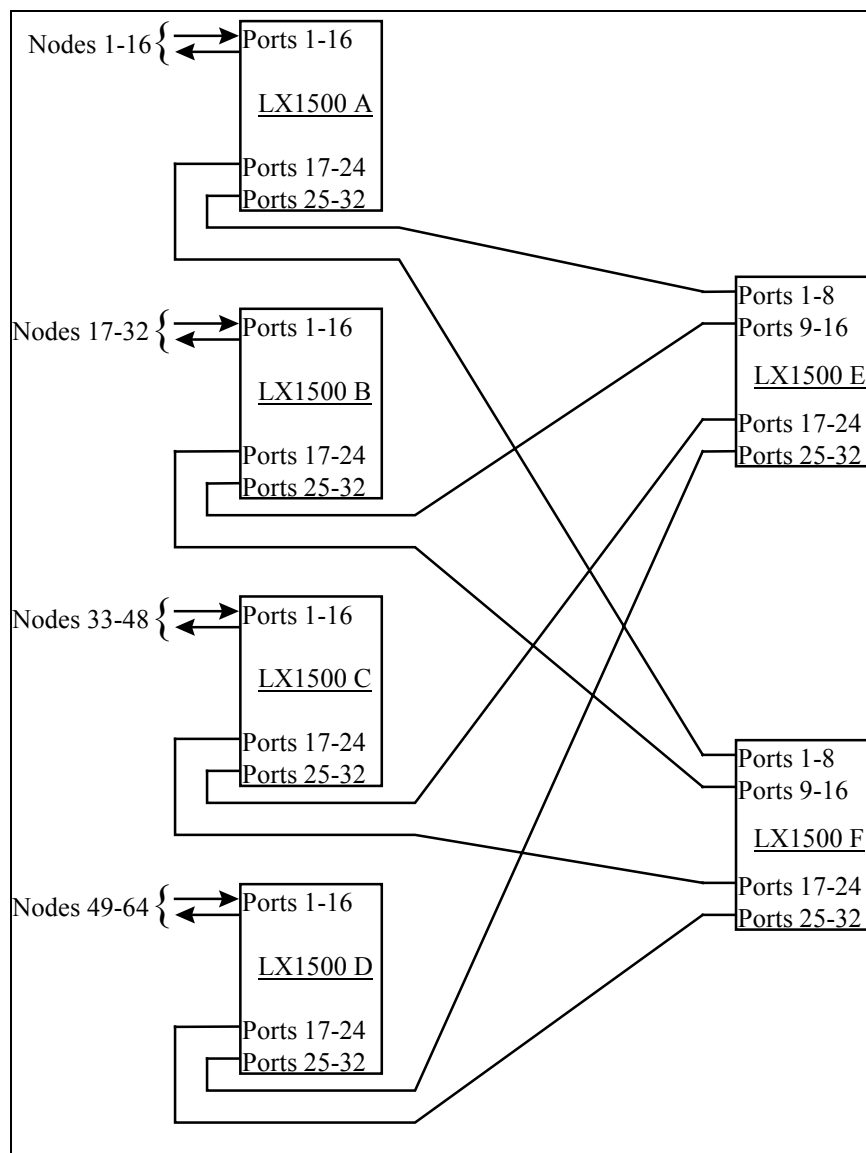 Nodes 1-16 {
Ports 1-16
LX1500 A
Ports 17-24
Ports 25-32
Nodes 17-32 {
Ports 1-16
LX1500 B
Ports 17-24
Ports 25-32
Nodes 33-48 {
Ports 1-16
LX1500 C
Ports 17-24
Ports 25-32
Nodes 49-64 {
Ports 1-16
LX1500 D
Ports 17-24
Ports 25-32
Ports 1-8
Ports 9-16
LX1500 E
Ports 17-24
Ports 25-32
Ports 1-8
Ports 9-16
LX1500 F
Ports 17-24
Ports 25-32